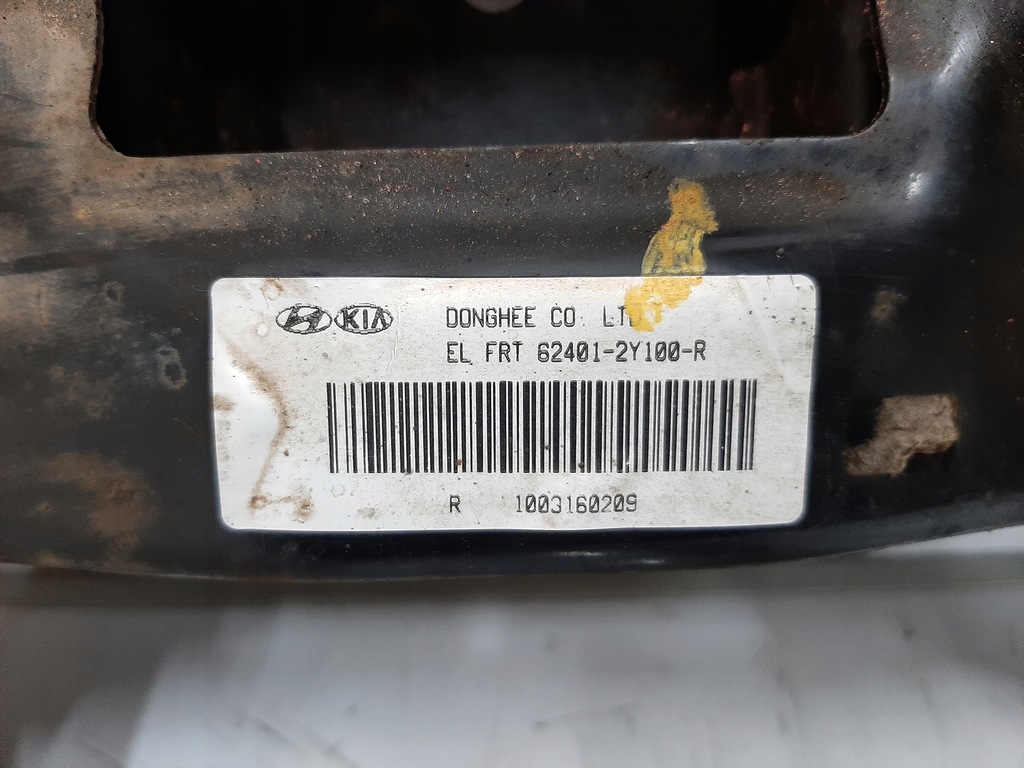 KIA DONGHEE CO. LT
EL FRT 62401-2Y100-R
R 1003160209